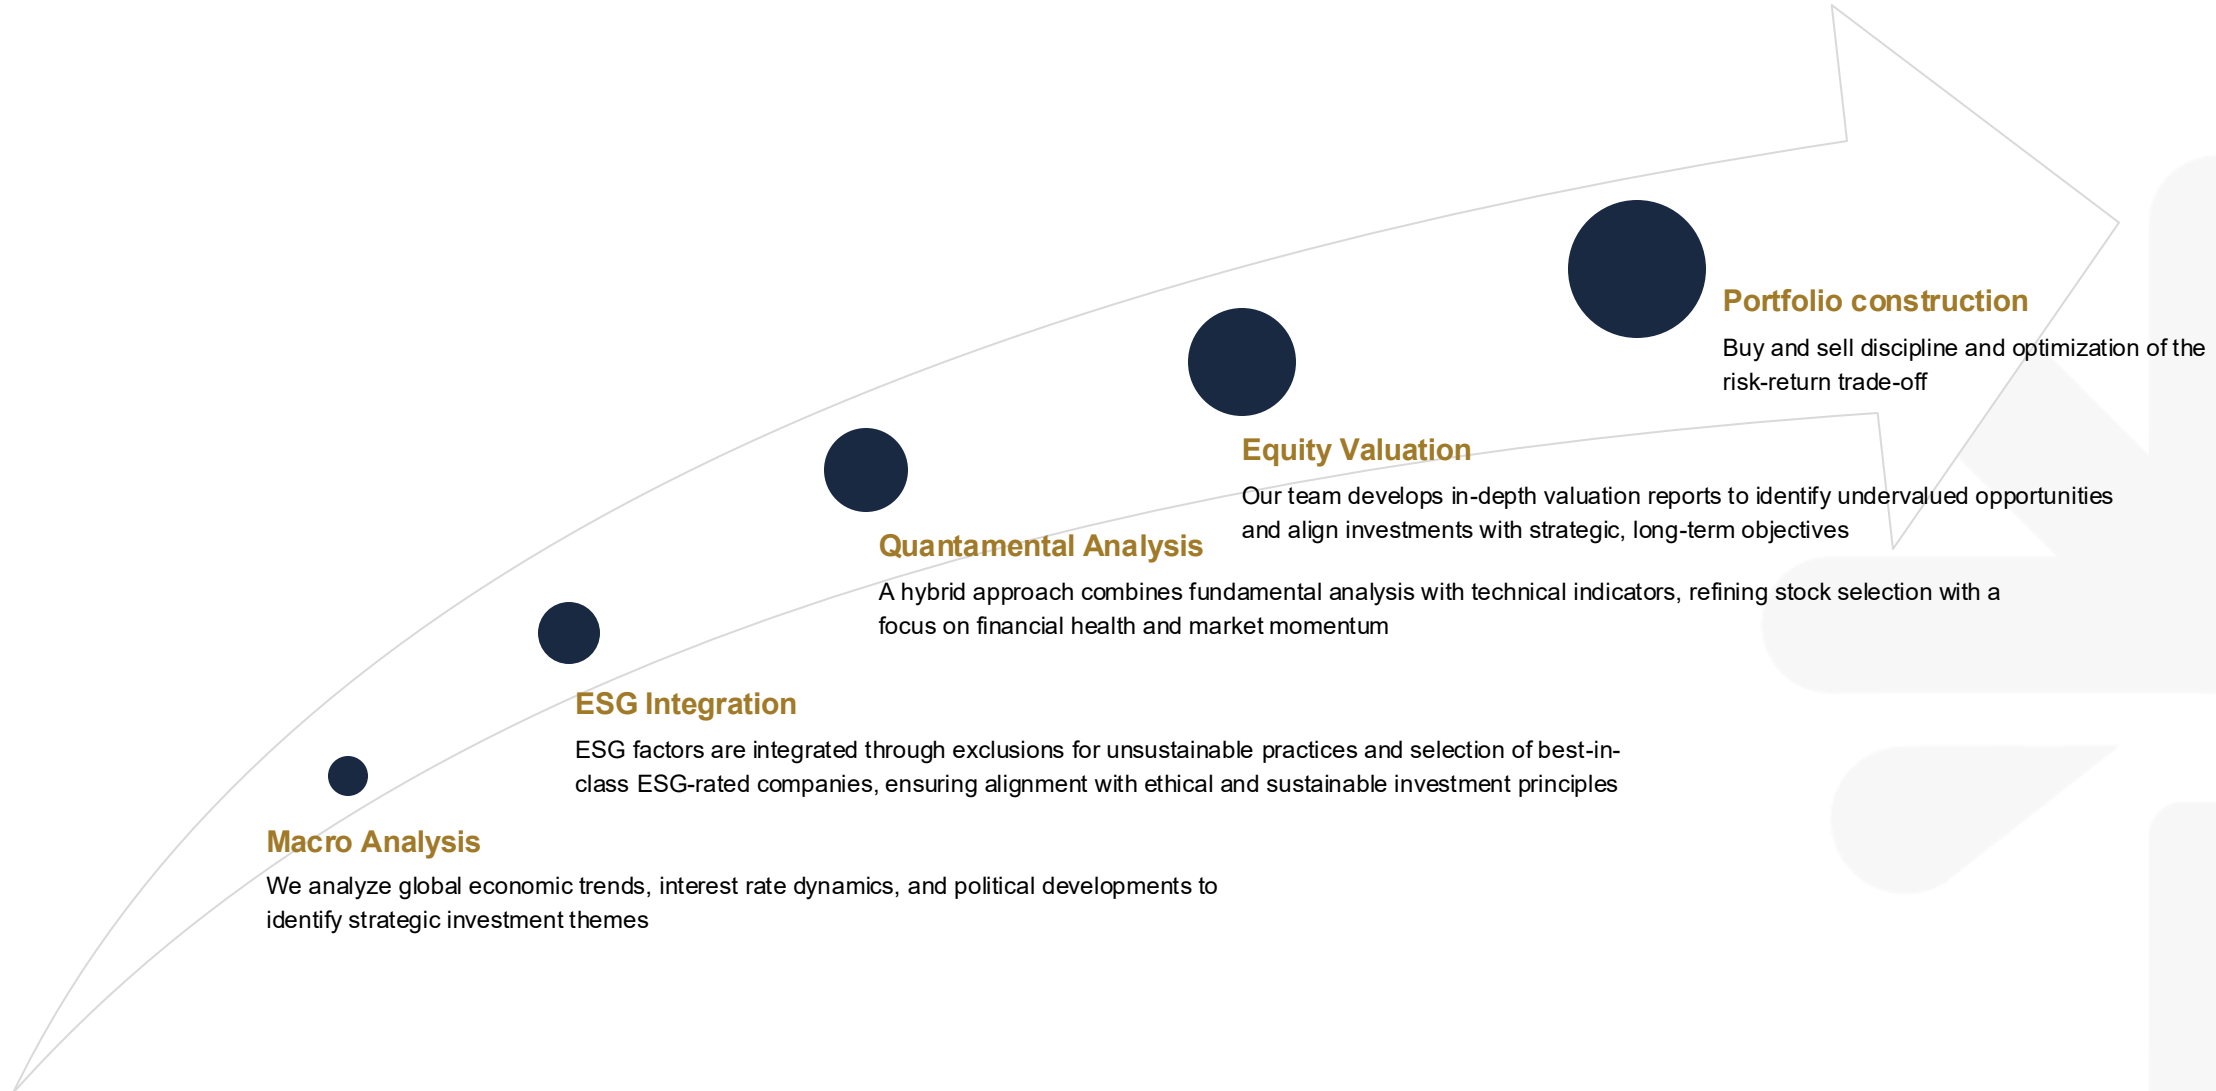 Portfolio construction
Buy and sell discipline and optimization of the
risk-return trade-off
Equity Valuation
Our team develops in-depth valuation reports to identify undervalued opportunities
and align investments with strategic, long-term objectives
Quantamental Analysis
A hybrid approach combines fundamental analysis with technical indicators, refining stock selection with a
focus on financial health and market momentum
ESG Integration
ESG factors are integrated through exclusions for unsustainable practices and selection of best-in-
class ESG-rated companies, ensuring alignment with ethical and sustainable investment principles
Macro Analysis
We analyze global economic trends, interest rate dynamics, and political developments to
identify strategic investment themes